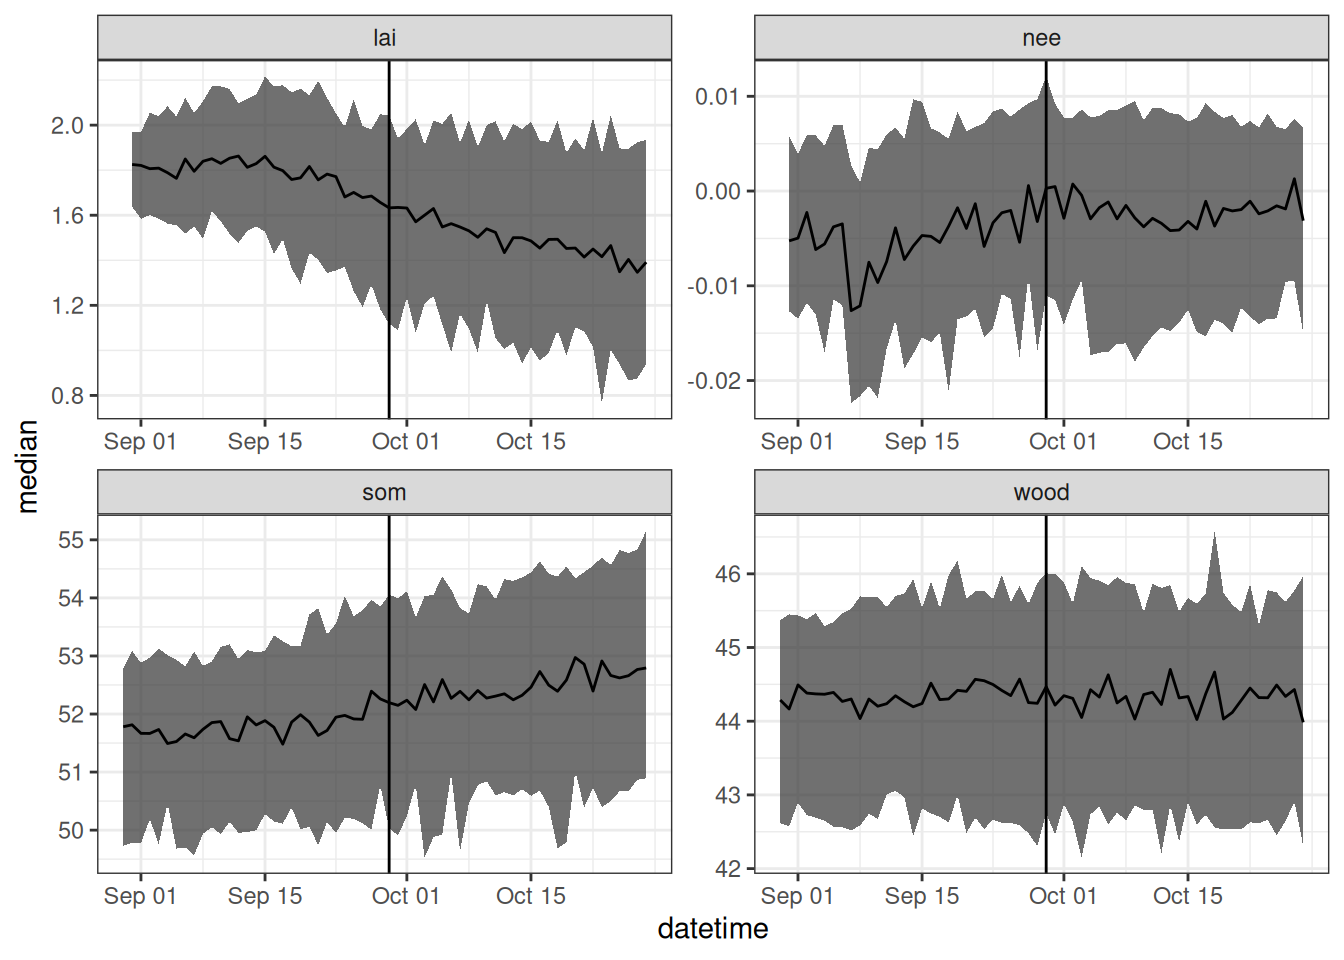 lai
nee
2.0
1.6
1.2
0.8
0.01
0.00
-0.01
-0.02
Sep 01 Sep 15 Oct 01 Oct 15
Sep 01 Sep 15 Oct 01 Oct 15
median
som
wood
55
54
53
52
51
50
46
45
44
43
42
Sep 01 Sep 15 Oct 01 Oct 15
Sep 01 Sep 15 Oct 01 Oct 15
datetime